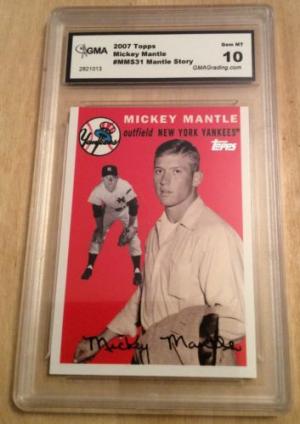 GMA
2007 Topps
Mickey Mantle
#MMS31 Mantle Story
Gem MT
10
GMAGrading.com
2821013
MICKEY MANTLE
outfield NEW YORK YANKEES®
Yankees
Topps
NY
Mickey Mantle